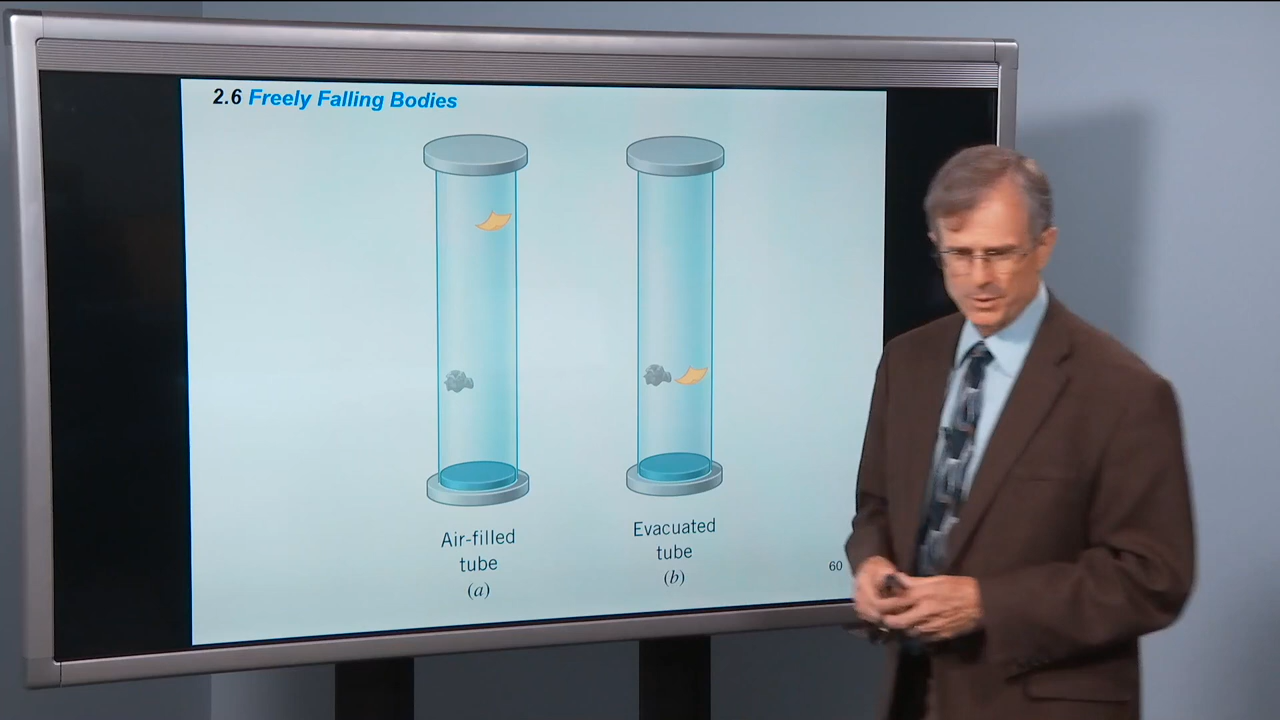 2.6 Freely Falling Bodies
Air-filled
tube
(a)
Evacuated
tube
(b)
60